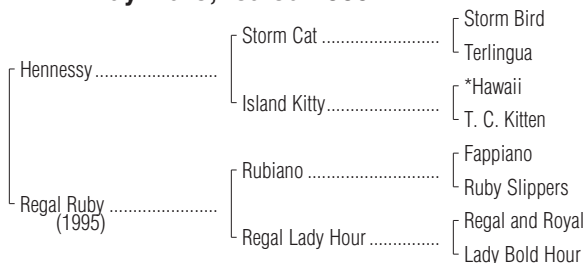 Storm Bird
Storm Cat ........................
Terlingua
Hennessy ........................
*Hawaii
Island Kitty .......................
T. C. Kitten
Fappiano
Rubiano ...........................
Ruby Slippers
Regal Ruby .....................
(1995)
Regal and Royal
Regal Lady Hour ..............
Lady Bold Hour